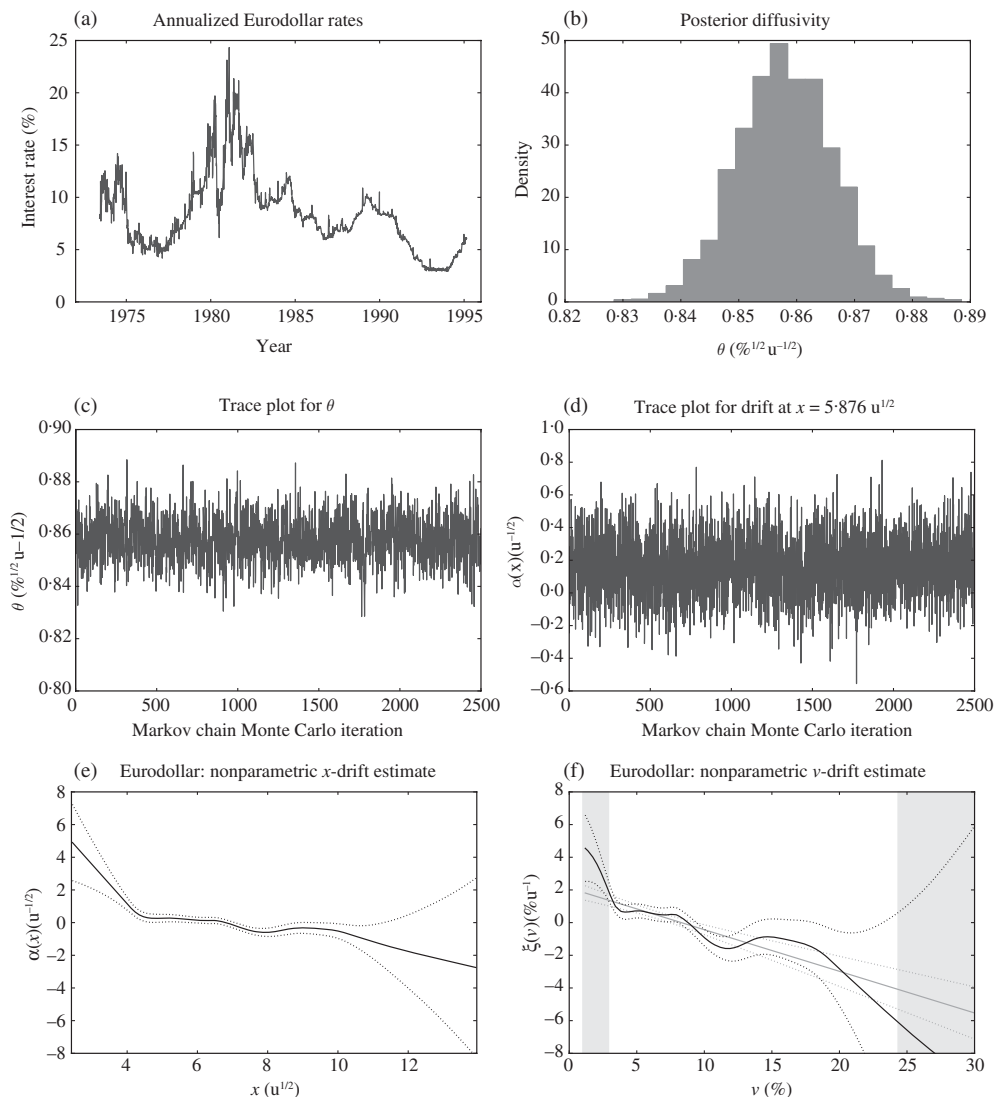 (a) Annualized Eurodollar rates
Interest rate (%)
30
25
20
15
10
5
0
1975 1980 1985 1990 1995
Year
(b) Posterior diffusivity
Density
50
40
30
20
10
0
0·82 0·83 0·84 0·85 0·86 0·87 0·88 0·89
θ (%1/2 u−1/2)
(c) Trace plot for θ
θ (%1/2 u–1/2)
0·90
0·88
0·86
0·84
0·82
0·80
0 500 1000 1500 2000 2500
Markov chain Monte Carlo iteration
(d) Trace plot for drift at x = 5·876 u1/2
α(x)(u−1/2)
1·0
0·8
0·6
0·4
0·2
0·0
−0·2
−0·4
−0·6
0 500 1000 1500 2000 2500
Markov chain Monte Carlo iteration
(e) Eurodollar: nonparametric x-drift estimate
α(x)(u−1/2)
8
6
4
2
0
−2
−4
−6
−8
4 6 8 10 12
x (u1/2)
(f) Eurodollar: nonparametric v-drift estimate
ξ(v)(%u−1)
8
6
4
2
0
−2
−4
−6
−8
0 5 10 15 20 25 30
v (%)